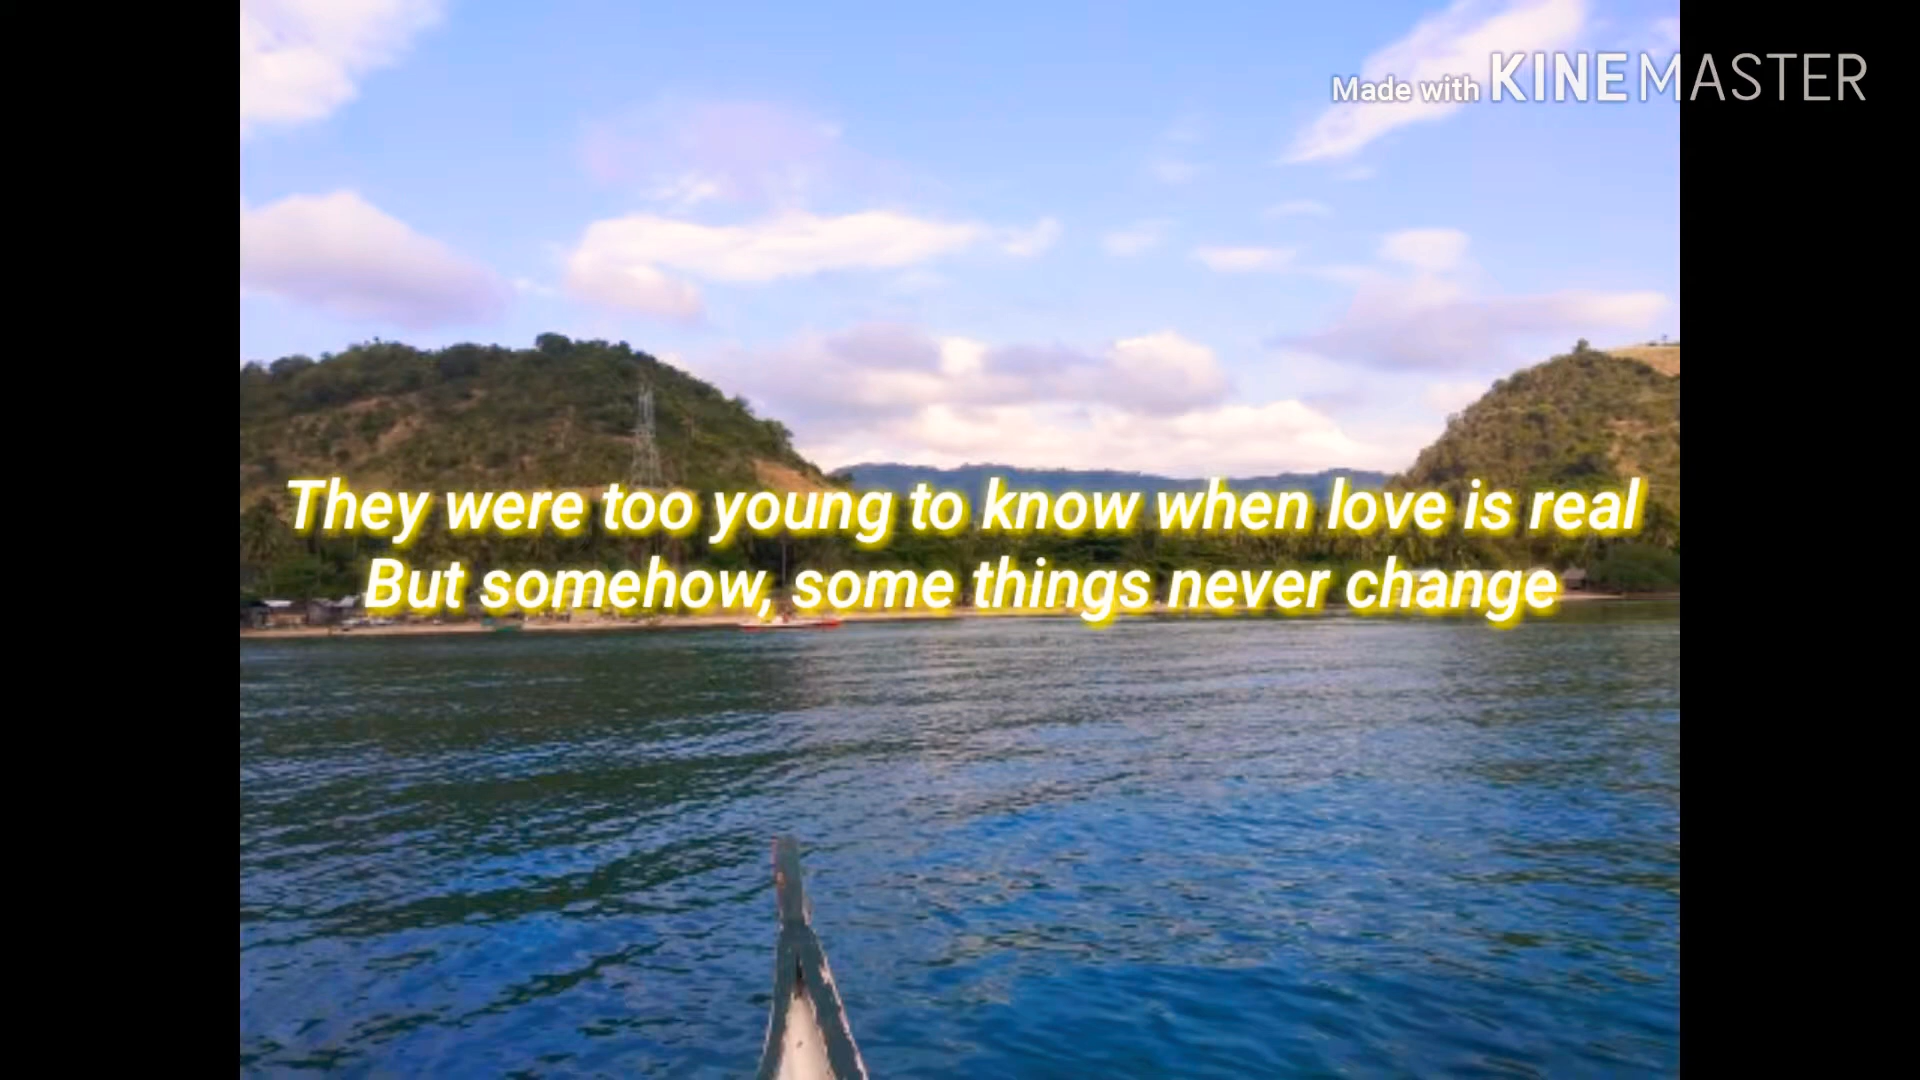 Made with KINEMASTER
They were too young to know when love is real
But somehow, some things never change